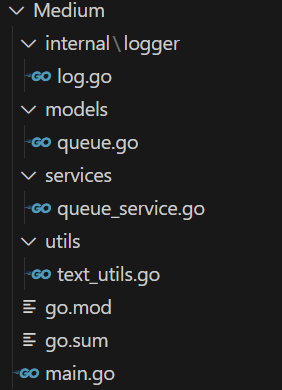 Medium
internal\logger
GO log.go
models
GO queue.go
services
GO queue_service.go
utils
GO text_utils.go
go.mod
go.sum
GO main.go